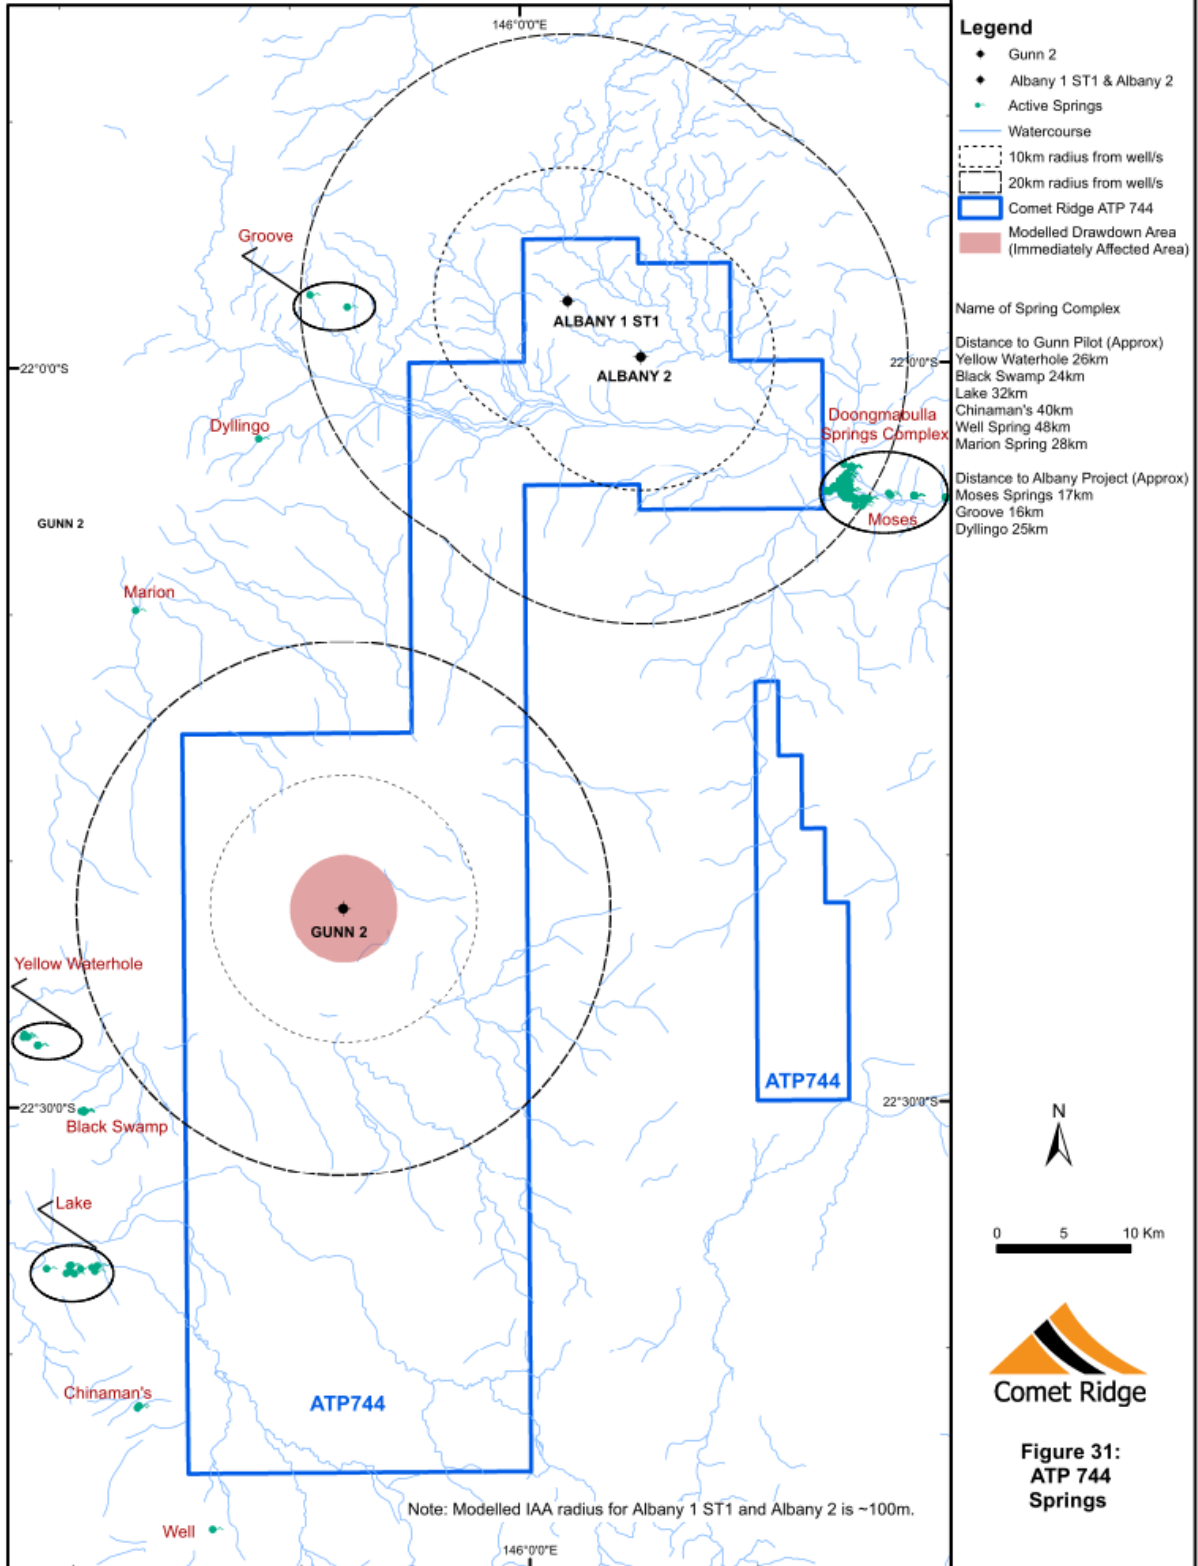 146°0'0"E
Groove
ALBANY 1 ST1
22°0'0"S
22°0'0"S
ALBANY 2
Doongmabulla
Springs Complex
Dyllingo
GUNN 2
Moses
Marion
GUNN 2
Yellow Waterhole
ATP744
22°30'0"S
22°30'0"S
Black Swamp
Lake
Chinaman's
ATP744
Note: Modelled IAA radius for Albany 1 ST1 and Albany 2 is ~100m.
Well
146°0'0"E
Legend
Gunn 2
Albany 1 ST1 & Albany 2
Active Springs
Watercourse
10km radius from well/s
20km radius from well/s
Comet Ridge ATP 744
Modelled Drawdown Area
(Immediately Affected Area)
Name of Spring Complex
Distance to Gunn Pilot (Approx)
Yellow Waterhole 26km
Black Swamp 24km
Lake 32km
Chinaman's 40km
Well Spring 48km
Marion Spring 28km
Distance to Albany Project (Approx)
Moses Springs 17km
Groove 16km
Dyllingo 25km
N
0 5 10 Km
Comet Ridge
Figure 31:
ATP 744
Springs